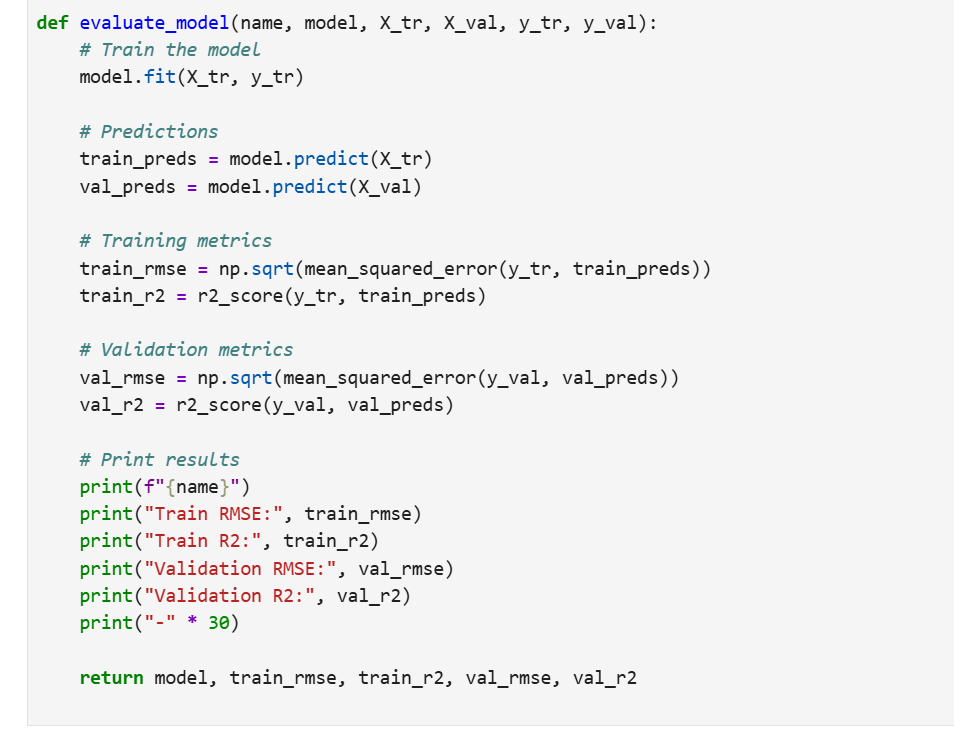 def evaluate_model(name, model, X_tr, X_val, y_tr, y_val):
    # Train the model
    model.fit(X_tr, y_tr)

    # Predictions
    train_preds = model.predict(X_tr)
    val_preds = model.predict(X_val)

    # Training metrics
    train_rmse = np.sqrt(mean_squared_error(y_tr, train_preds))
    train_r2 = r2_score(y_tr, train_preds)

    # Validation metrics
    val_rmse = np.sqrt(mean_squared_error(y_val, val_preds))
    val_r2 = r2_score(y_val, val_preds)

    # Print results
    print(f"{name}")
    print("Train RMSE:", train_rmse)
    print("Train R2:", train_r2)
    print("Validation RMSE:", val_rmse)
    print("Validation R2:", val_r2)
    print("-" * 30)

    return model, train_rmse, train_r2, val_rmse, val_r2